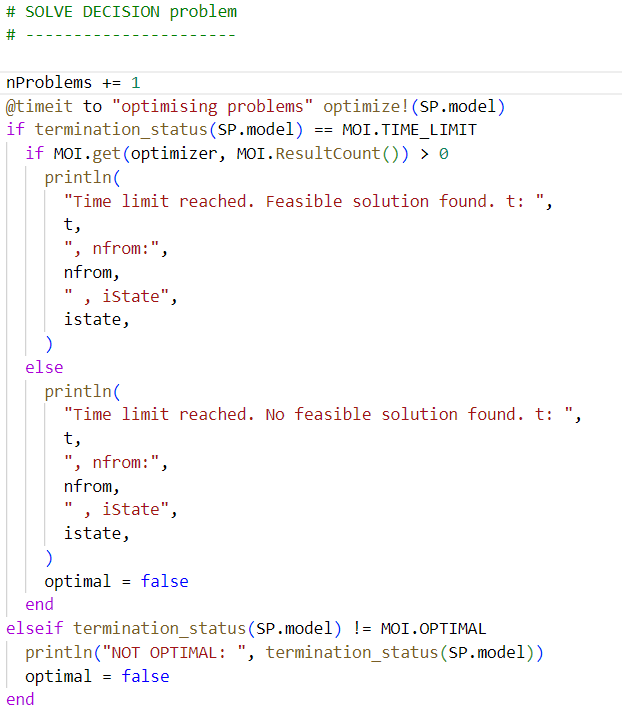 # SOLVE DECISION problem
# ----------------------
nProblems += 1
@timeit to "optimising problems" optimize!(SP.model)
if termination_status(SP.model) == MOI.TIME_LIMIT
  if MOI.get(optimizer, MOI.ResultCount()) > 0
    println(
      "Time limit reached. Feasible solution found. t: ",
      t,
      ", nfrom:",
      nfrom,
      " , iState",
      istate,
    )
  else
    println(
      "Time limit reached. No feasible solution found. t: ",
      t,
      ", nfrom:",
      nfrom,
      " , iState",
      istate,
    )
    optimal = false
  end
elseif termination_status(SP.model) != MOI.OPTIMAL
  println("NOT OPTIMAL: ", termination_status(SP.model))
  optimal = false
end